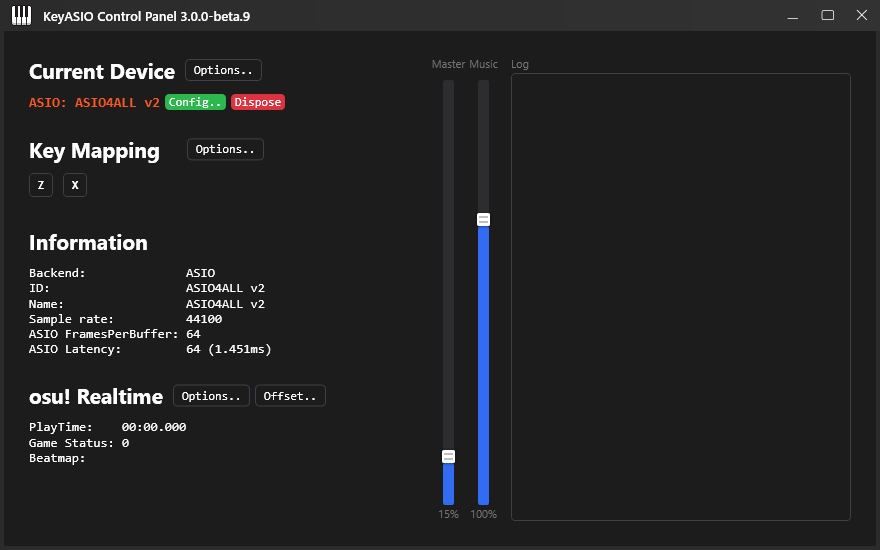 KeyASIO Control Panel 3.0.0-beta.9
Current Device Options..
ASIO: ASIO4ALL v2 Config.. Dispose
Key Mapping Options..
Z X
Information
Backend: ASIO
ID: ASIO4ALL v2
Name: ASIO4ALL v2
Sample rate: 44100
ASIO FramesPerBuffer: 64
ASIO Latency: 64 (1.451ms)
osu! Realtime Options.. Offset..
PlayTime: 00:00.000
Game Status: 0
Beatmap:
Master Music
15% 100%
Log